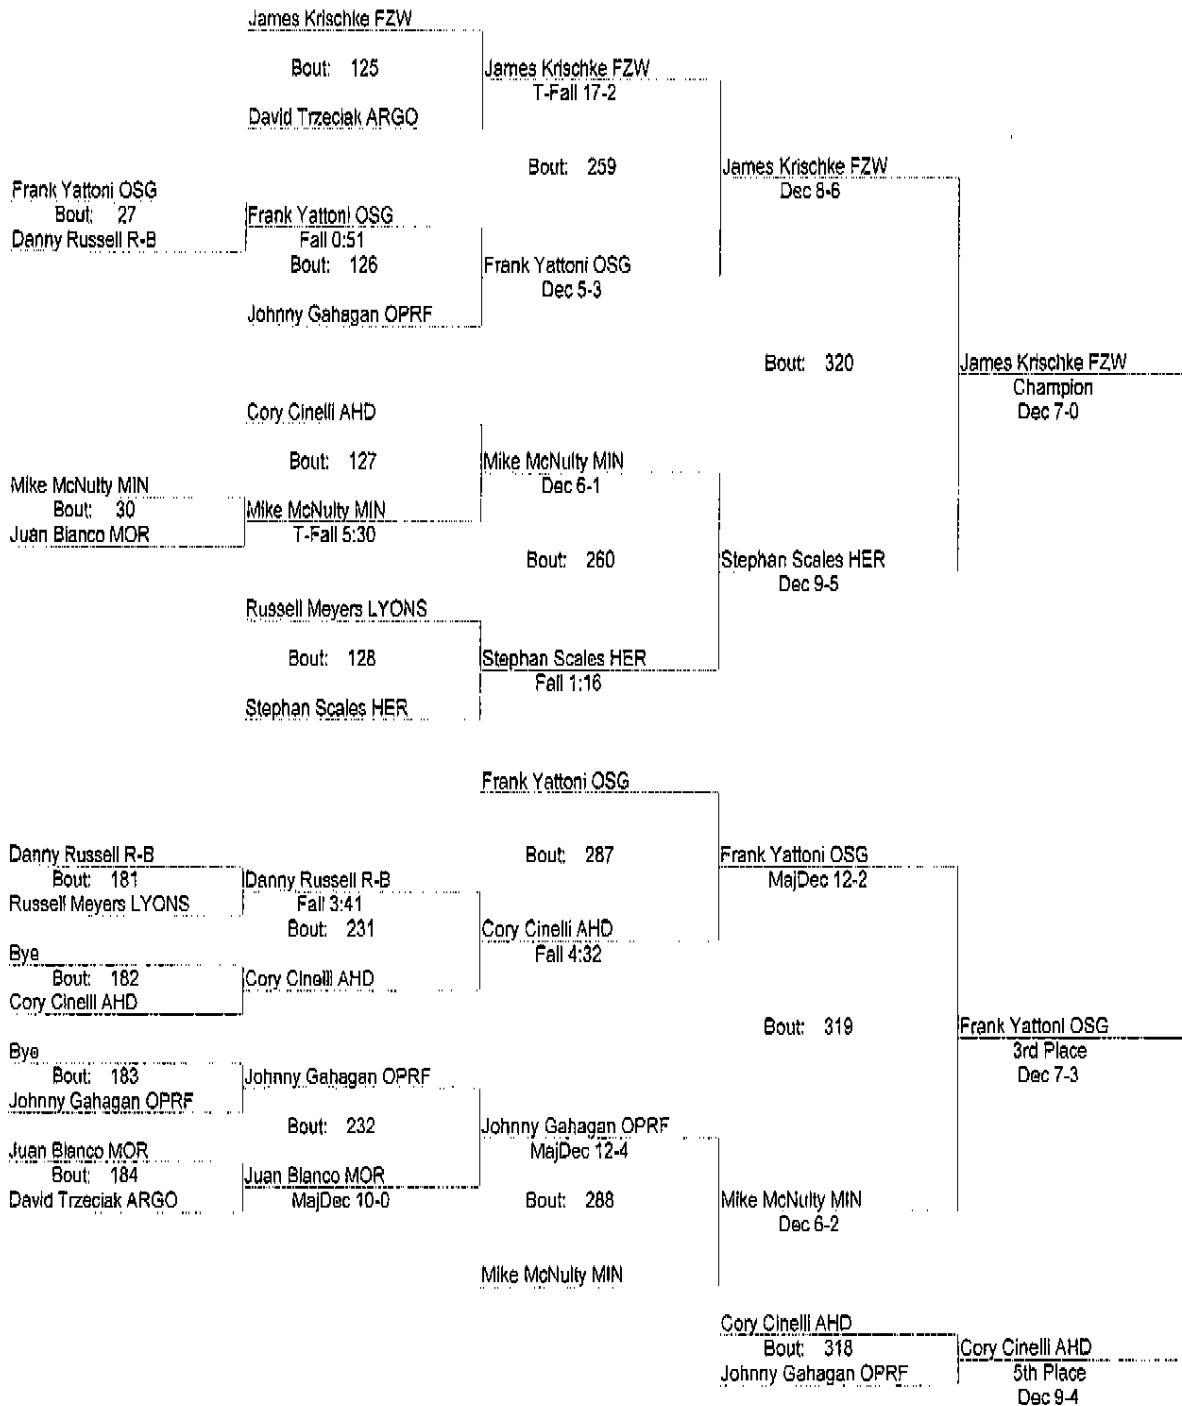 James Krischke FZW
Bout: 125
James Krischke FZW
T-Fall 17-2
David Trzeciak ARGO
Bout: 259
James Krischke FZW
Dec 8-6
Frank Yattoni OSG
Bout: 27
Danny Russell R-B
Frank Yattoni OSG
Fall 0:51
Bout: 126
Frank Yattoni OSG
Dec 5-3
Johnny Gahagan OPRF
Bout: 320
James Krischke FZW
Champion
Dec 7-0
Cory Cinelli AHD
Bout: 127
Mike McNulty MIN
Dec 6-1
Mike McNulty MIN
Bout: 30
Juan Blanco MOR
Mike McNulty MIN
T-Fall 5:30
Bout: 260
Stephan Scales HER
Dec 9-5
Russell Meyers LYONS
Bout: 128
Stephan Scales HER
Fall 1:16
Stephan Scales HER
Frank Yattoni OSG
Danny Russell R-B
Bout: 181
Russell Meyers LYONS
Danny Russell R-B
Fall 3:41
Bout: 287
Frank Yattoni OSG
MajDec 12-2
Bout: 231
Cory Cinelli AHD
Fall 4:32
Bye
Bout: 182
Cory Cinelli AHD
Cory Cinelli AHD
Bout: 319
Frank Yattoni OSG
3rd Place
Dec 7-3
Bye
Bout: 183
Johnny Gahagan OPRF
Johnny Gahagan OPRF
Bout: 232
Johnny Gahagan OPRF
MajDec 12-4
Juan Blanco MOR
Bout: 184
David Trzeciak ARGO
Juan Blanco MOR
MajDec 10-0
Bout: 288
Mike McNulty MIN
Dec 6-2
Mike McNulty MIN
Cory Cinelli AHD
Bout: 318
Johnny Gahagan OPRF
Cory Cinelli AHD
5th Place
Dec 9-4